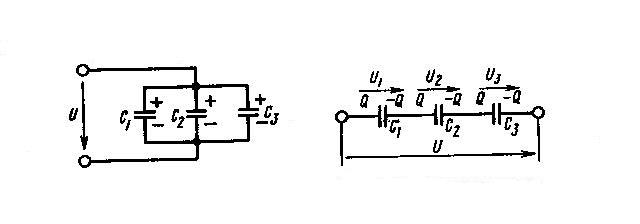 U
C₁ + −
C₂ + −
C₃ + −
U₁ U₂ U₃
Q −Q Q −Q Q −Q
C₁ C₂ C₃
U